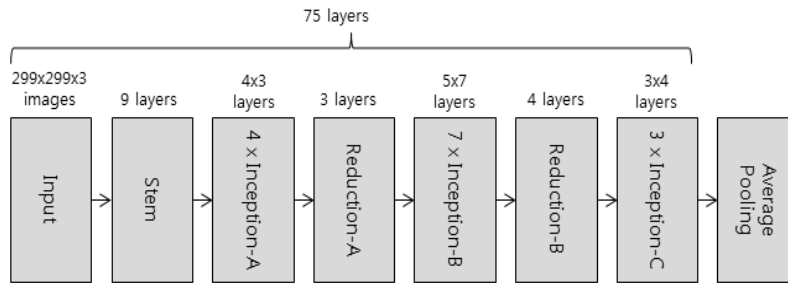 75 layers
299x299x3
images
9 layers
4x3
layers
3 layers
5x7
layers
4 layers
3x4
layers
Input
Stem
4 x Inception-A
Reduction-A
7 x Inception-B
Reduction-B
3 x Inception-C
Average
Pooling